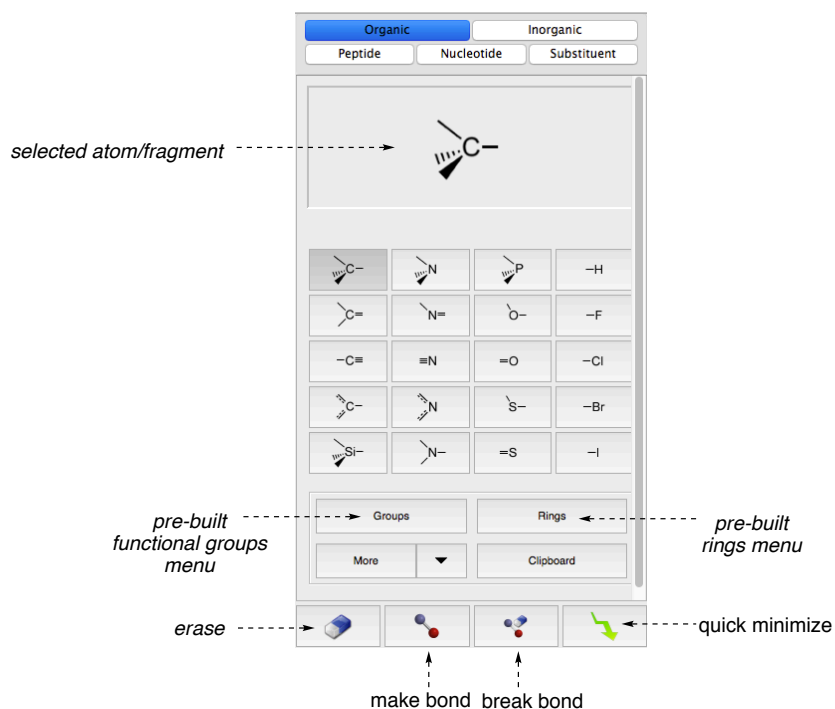 Organic Inorganic
Peptide Nucleotide Substituent
selected atom/fragment
C
C– N P –H
C= N= O– –F
–C≡ ≡N =O –Cl
C– N S– –Br
Si– N– =S –I
Groups Rings
pre-built
functional groups
menu
pre-built
rings menu
More Clipboard
erase
quick minimize
make bond break bond